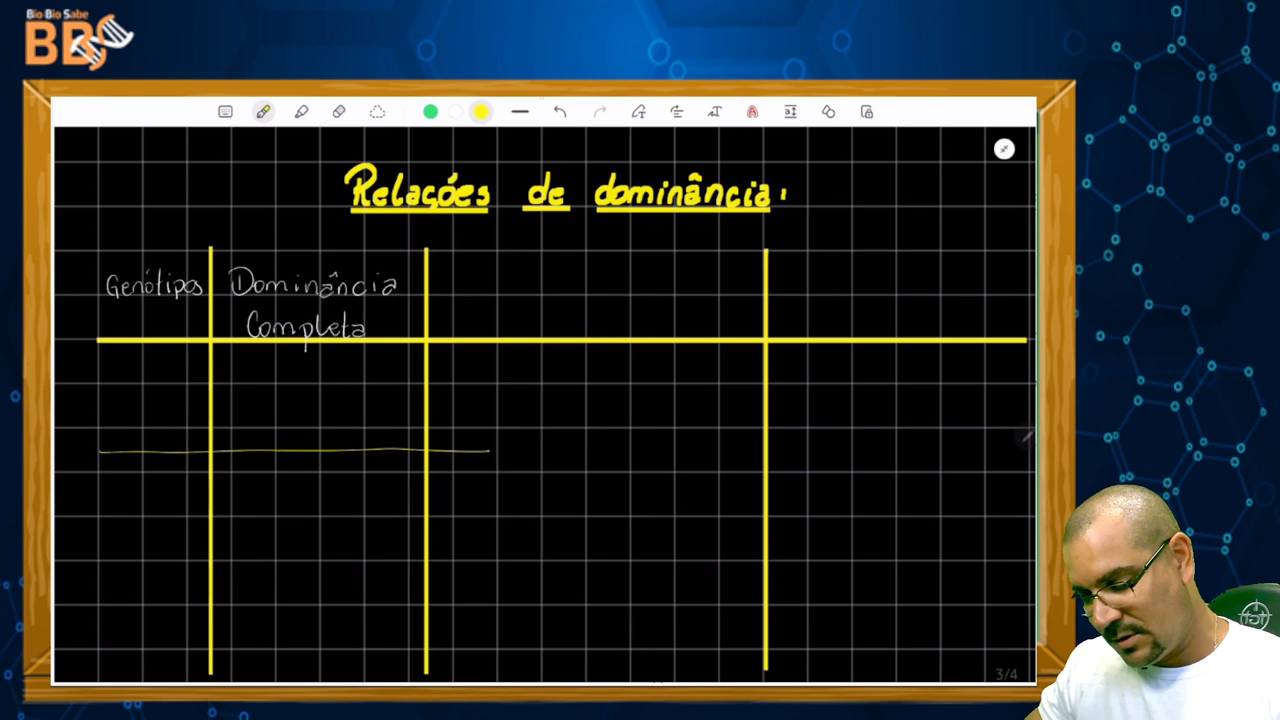 Bio Bio Sabe
BBS
Relações de dominância:
Genótipos
Dominância
Completa
3/4